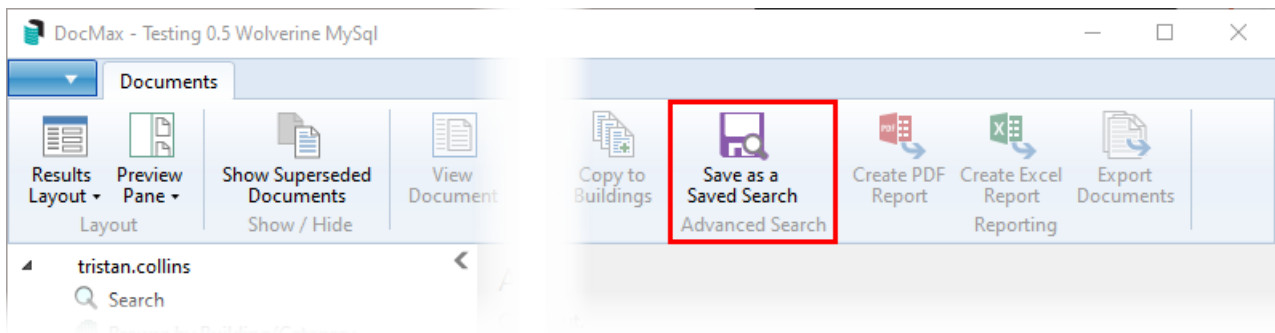 DocMax - Testing 0.5 Wolverine MySql
Documents
Results Layout
Preview Pane
Show Superseded Documents
View Document
Copy to Buildings
Save as a Saved Search
PDF
Create PDF Report
Create Excel Report
Export Documents
Layout
Show / Hide
Advanced Search
Reporting
tristan.collins
Search